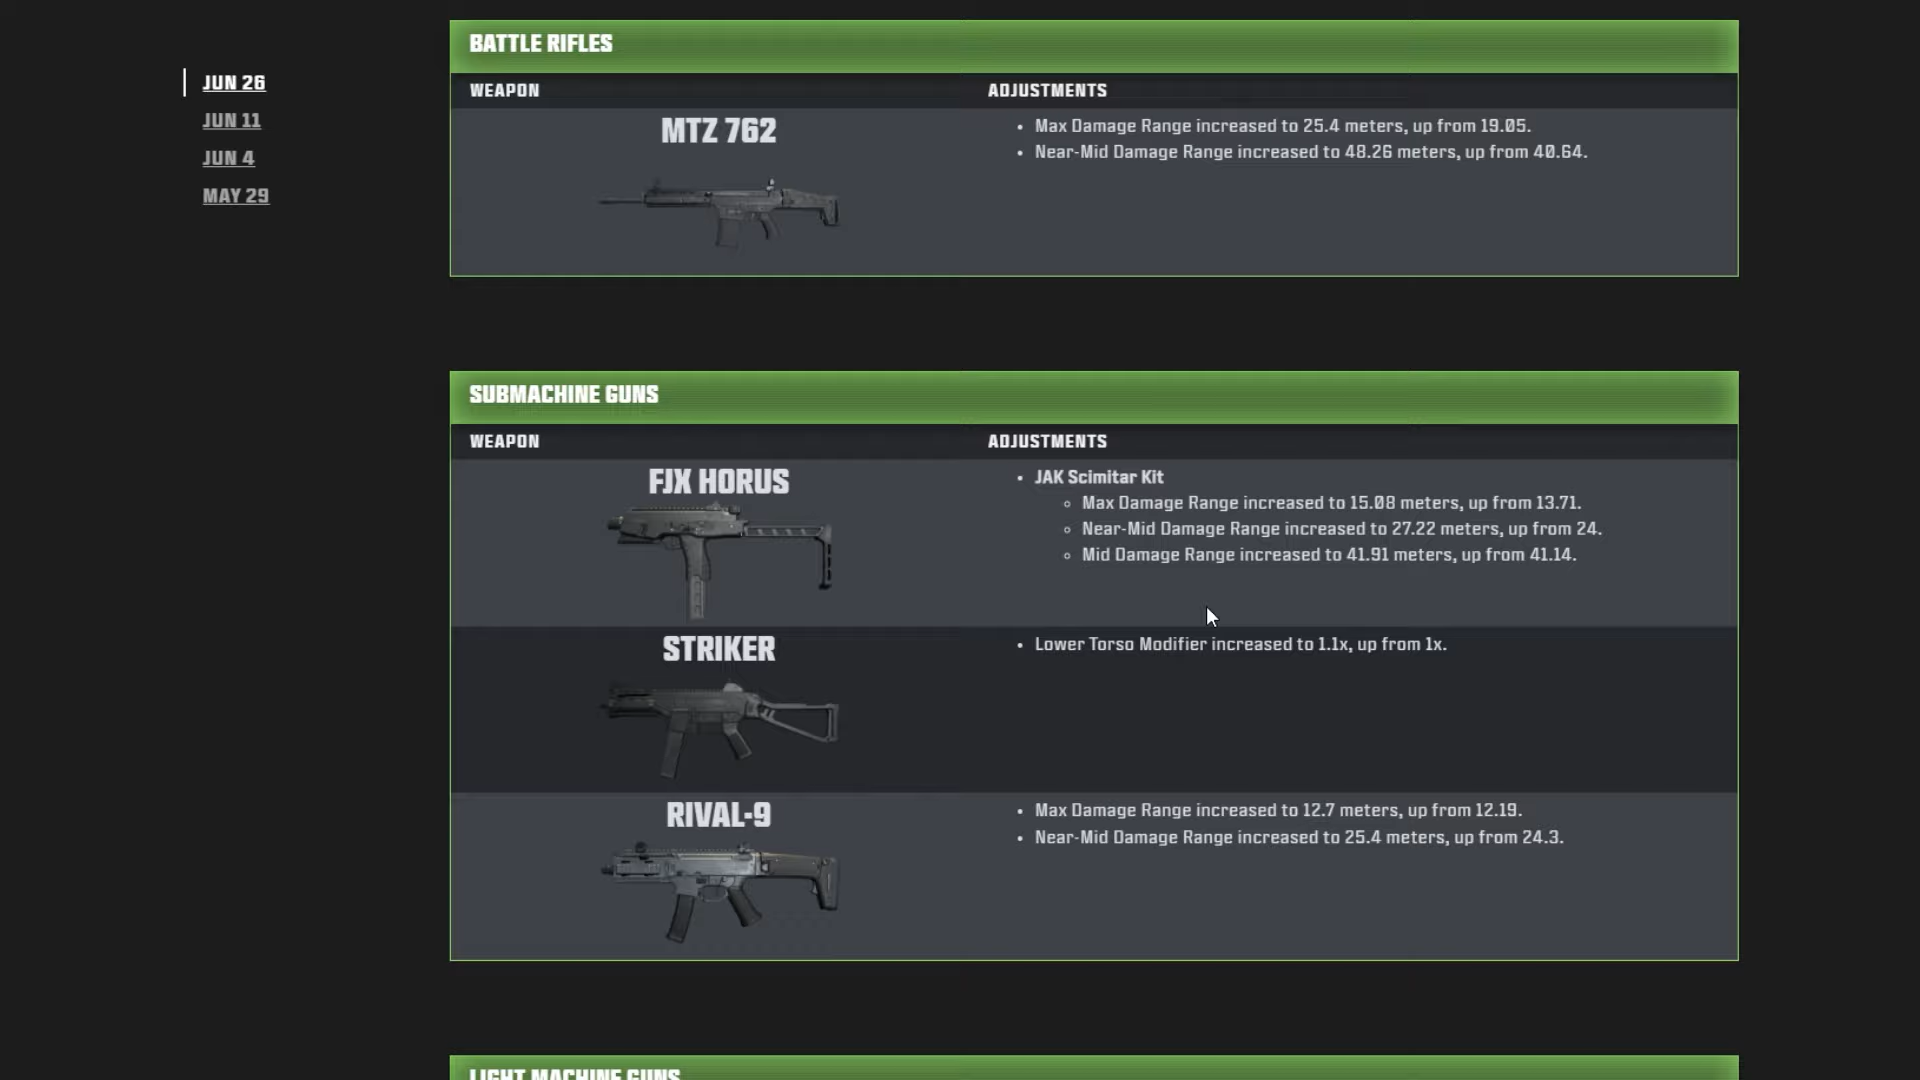 JUN 26
JUN 11
JUN 4
MAY 29
BATTLE RIFLES
WEAPON ADJUSTMENTS
MTZ 762
• Max Damage Range increased to 25.4 meters, up from 19.05.
• Near-Mid Damage Range increased to 48.26 meters, up from 40.64.
SUBMACHINE GUNS
WEAPON ADJUSTMENTS
FJX HORUS
• JAK Scimitar Kit
◦ Max Damage Range increased to 15.08 meters, up from 13.71.
◦ Near-Mid Damage Range increased to 27.22 meters, up from 24.
◦ Mid Damage Range increased to 41.91 meters, up from 41.14.
STRIKER
• Lower Torso Modifier increased to 1.1x, up from 1x.
RIVAL-9
• Max Damage Range increased to 12.7 meters, up from 12.19.
• Near-Mid Damage Range increased to 25.4 meters, up from 24.3.
LIGHT MACHINE GUNS